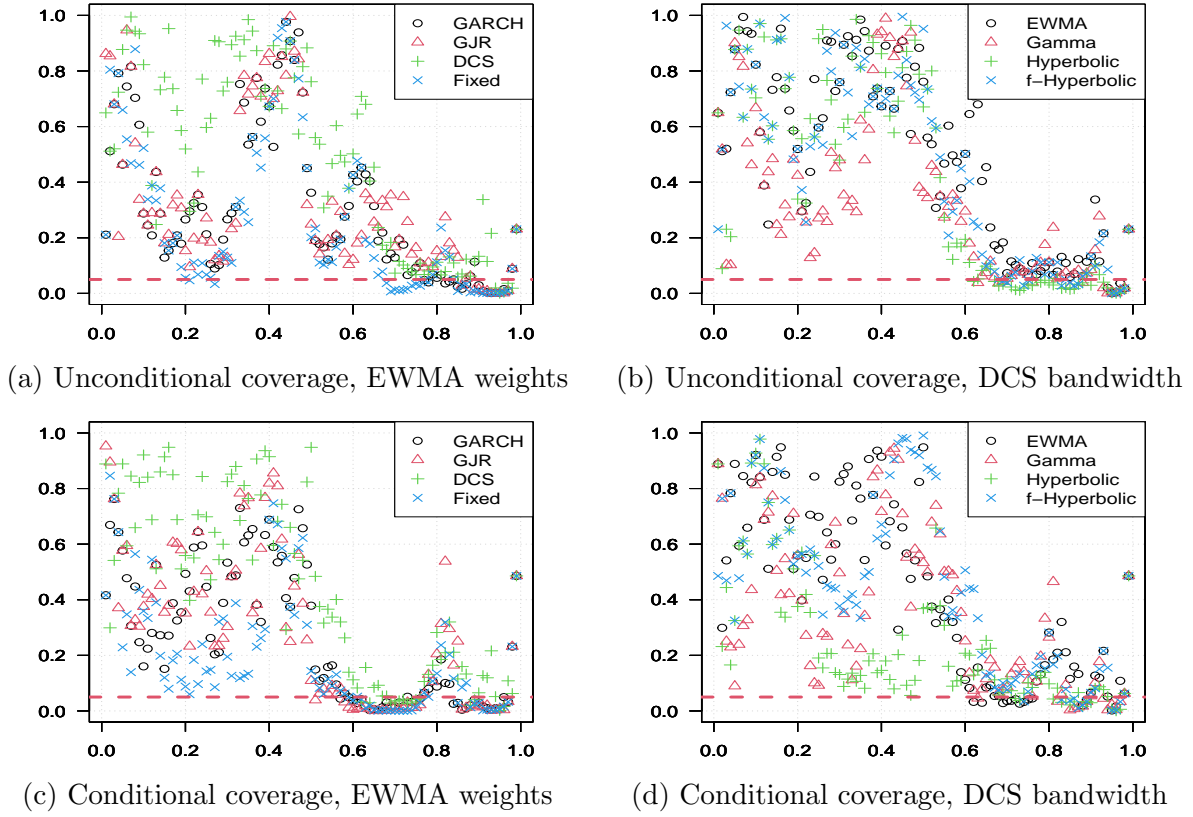 GARCH
GJR
DCS
Fixed
1.0
0.8
0.6
0.4
0.2
0.0
0.0 0.2 0.4 0.6 0.8 1.0
(a) Unconditional coverage, EWMA weights
EWMA
Gamma
Hyperbolic
f−Hyperbolic
1.0
0.8
0.6
0.4
0.2
0.0
0.0 0.2 0.4 0.6 0.8 1.0
(b) Unconditional coverage, DCS bandwidth
GARCH
GJR
DCS
Fixed
1.0
0.8
0.6
0.4
0.2
0.0
0.0 0.2 0.4 0.6 0.8 1.0
(c) Conditional coverage, EWMA weights
EWMA
Gamma
Hyperbolic
f−Hyperbolic
1.0
0.8
0.6
0.4
0.2
0.0
0.0 0.2 0.4 0.6 0.8 1.0
(d) Conditional coverage, DCS bandwidth